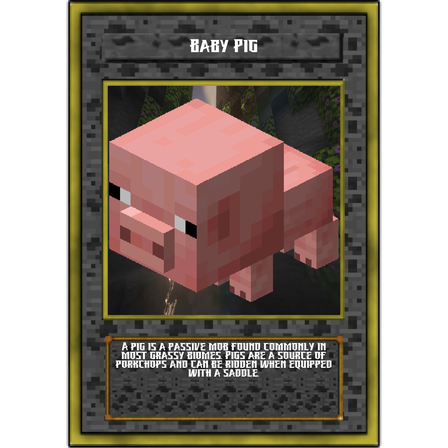 BABY PIG
A PIG IS A PASSIVE MOB FOUND COMMONLY IN
MOST GRASSY BIOMES. PIGS ARE A SOURCE OF
PORKCHOPS AND CAN BE RIDDEN WHEN EQUIPPED
WITH A SADDLE